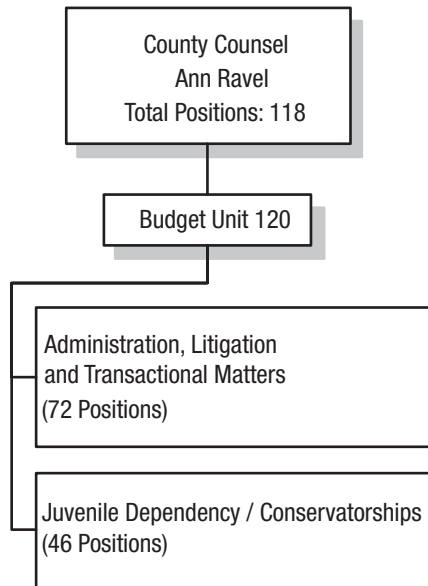 County Counsel
Ann Ravel
Total Positions: 118
Budget Unit 120
Administration, Litigation
and Transactional Matters
(72 Positions)
Juvenile Dependency / Conservatorships
(46 Positions)